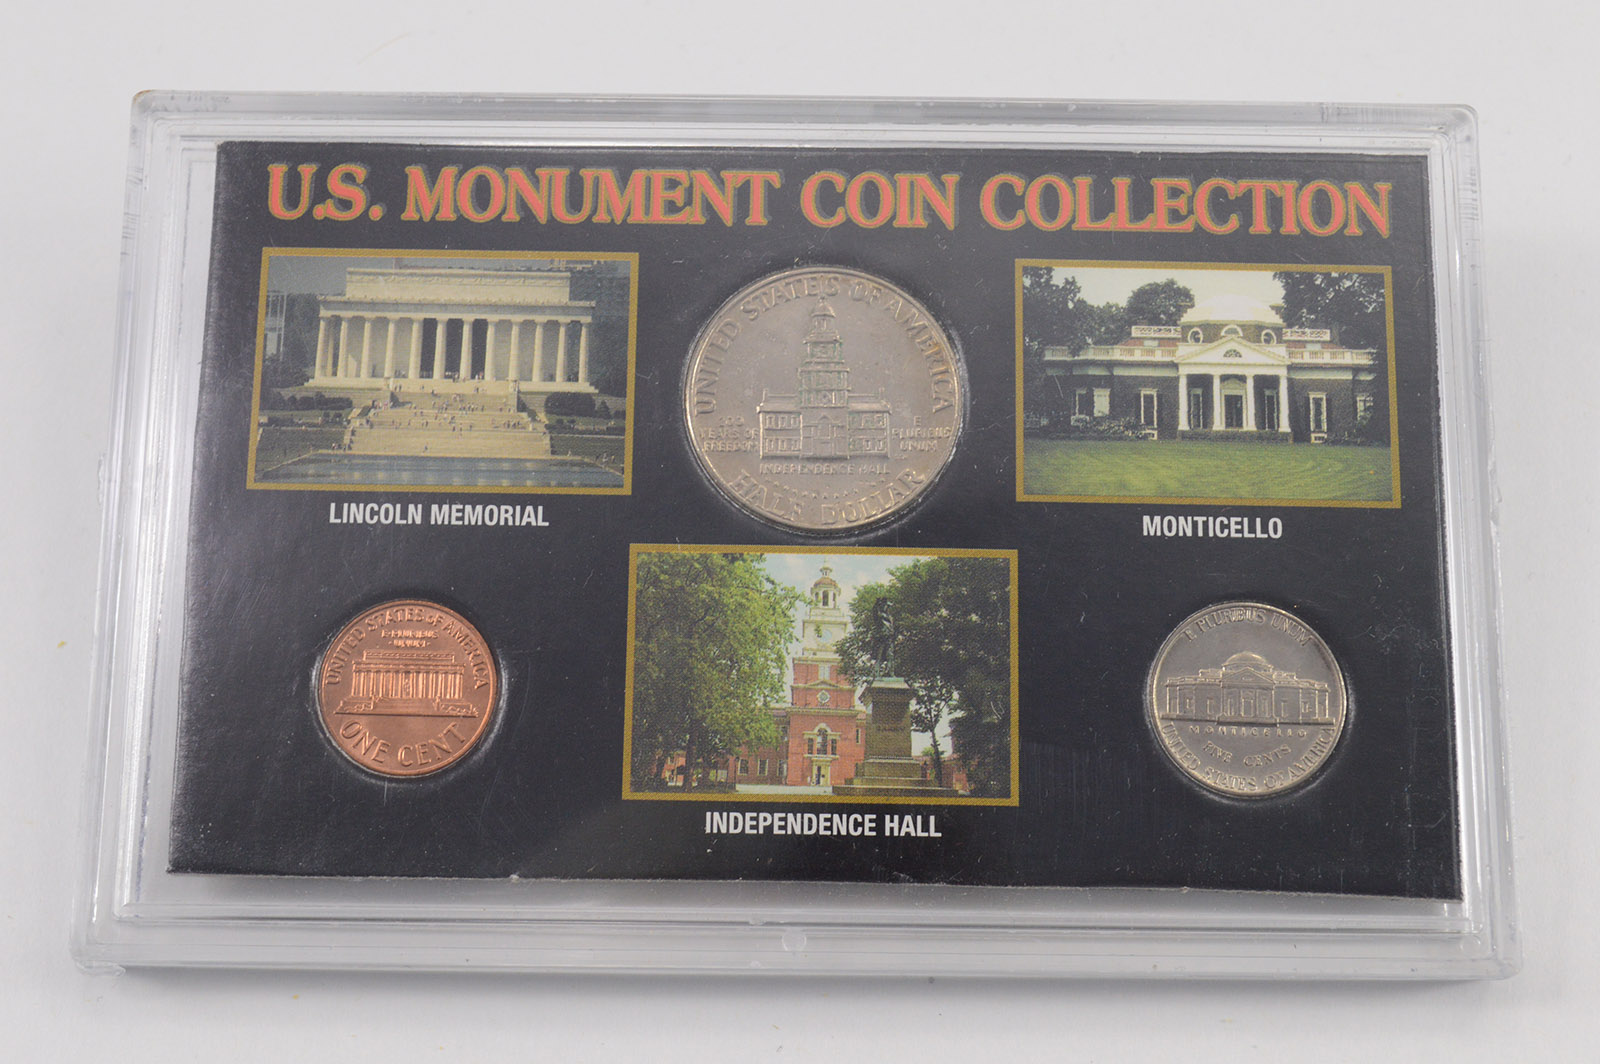 U.S. MONUMENT COIN COLLECTION
UNITED STATES OF AMERICA
200
YEARS OF
FREEDOM
E
PLURIBUS
UNUM
INDEPENDENCE HALL
HALF DOLLAR
LINCOLN MEMORIAL
MONTICELLO
UNITED STATES OF AMERICA
E·PLURIBUS
·UNUM·
ONE CENT
INDEPENDENCE HALL
E PLURIBUS UNUM
MONTICELLO
FIVE CENTS
UNITED STATES OF AMERICA